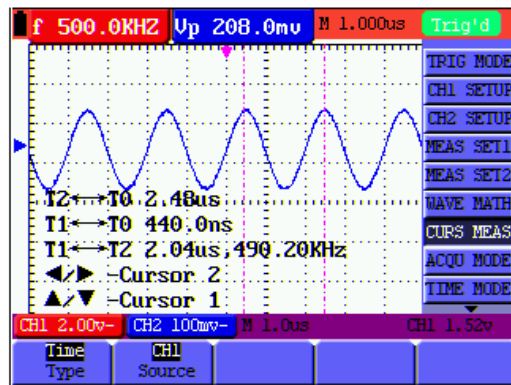 f 500.0KHZ Vp 208.0mv M 1.000us Trig'd
TRIG MODE
CH1 SETUP
CH2 SETUP
MEAS SET1
MEAS SET2
WAVE MATH
CURS MEAS
ACQU MODE
TIME MODE
T2←→T0 2.48us
T1←→T0 440.0ns
T1←→T2 2.04us,490.20KHz
◀/▶ -Cursor 2
▲/▼ -Cursor 1
CH1 2.00v- CH2 100mv- M 1.0us CH1 1.52v
Time Type
CH1 Source